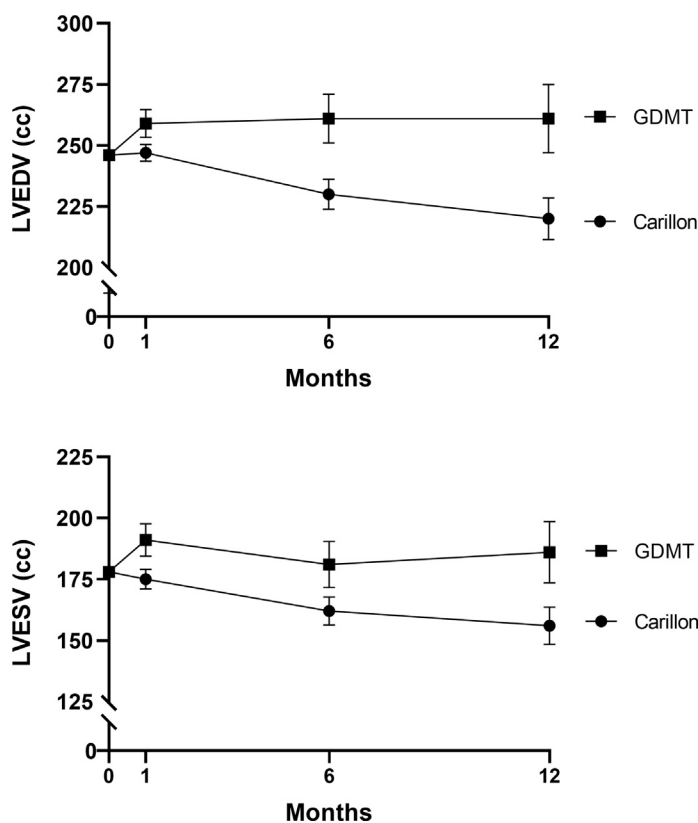 300
275
250
225
200
0
LVEDV (cc)
0 1 6 12
Months
GDMT
Carillon
225
200
175
150
125
0
LVESV (cc)
0 1 6 12
Months
GDMT
Carillon